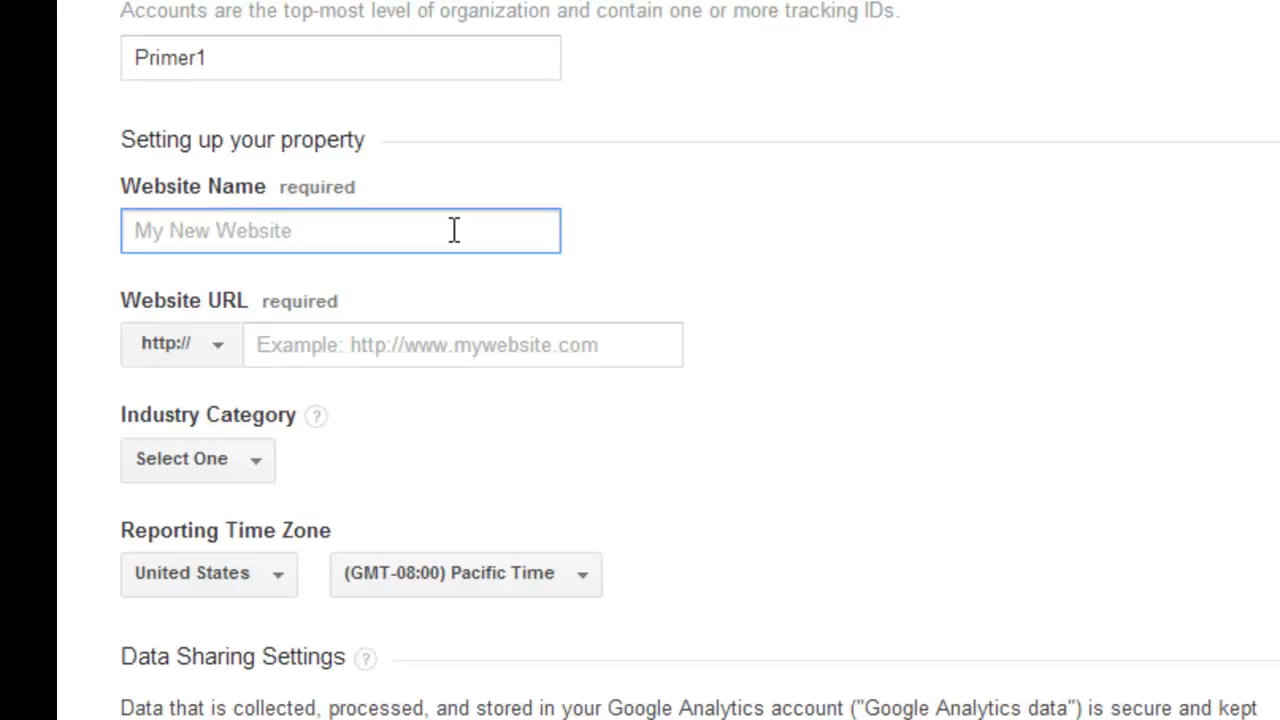 Accounts are the top-most level of organization and contain one or more tracking IDs.
Primer1
Setting up your property
Website Name required
My New Website
Website URL required
http:// Example: http://www.mywebsite.com
Industry Category ?
Select One
Reporting Time Zone
United States (GMT-08:00) Pacific Time
Data Sharing Settings ?
Data that is collected, processed, and stored in your Google Analytics account ("Google Analytics data") is secure and kept